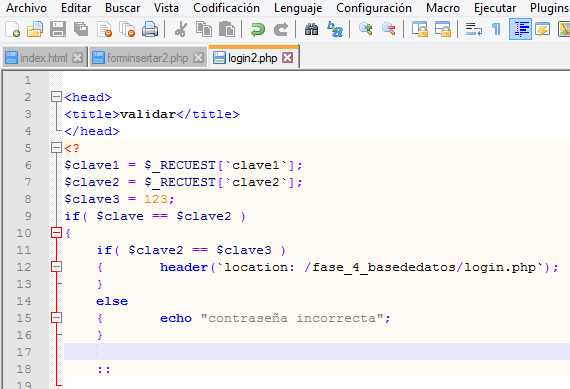 Archivo Editar Buscar Vista Codificación Lenguaje Configuración Macro Ejecutar Plugins
index.html forminsertar2.php login2.php
1
2 <head>
3 <title>validar</title>
4 </head>
5 <?
6 $clave1 = $_RECUEST[`clave1`];
7 $clave2 = $_RECUEST[`clave2`];
8 $clave3 = 123;
9 if( $clave == $clave2 )
10 {
11 if( $clave2 == $clave3 )
12 { header(`location: /fase_4_basededatos/login.php`);
13 }
14 else
15 { echo "contraseña incorrecta";
16 }
17
18 ::
19